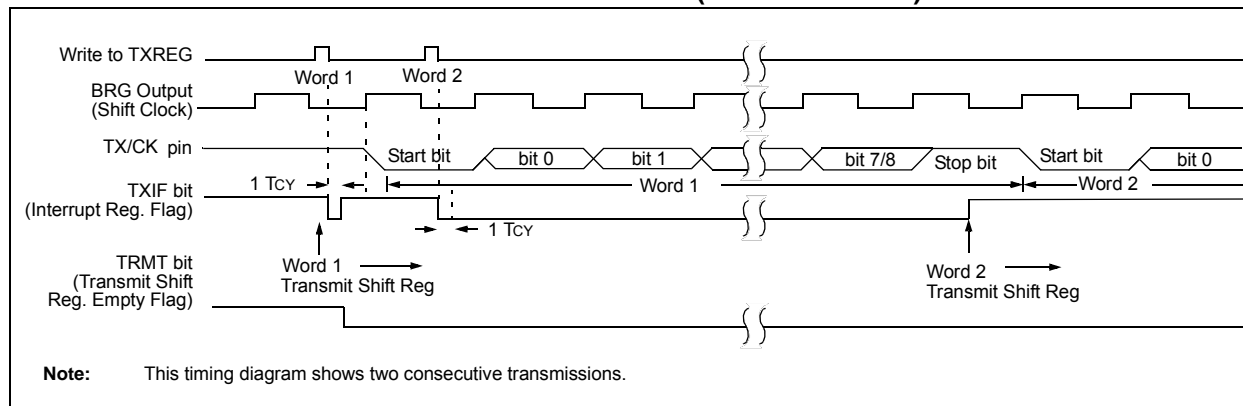 Write to TXREG
Word 1
Word 2
BRG Output
(Shift Clock)
TX/CK pin
Start bit
bit 0
bit 1
bit 7/8
Stop bit
Start bit
bit 0
1 TCY
Word 1
Word 2
TXIF bit
(Interrupt Reg. Flag)
1 TCY
TRMT bit
(Transmit Shift
Reg. Empty Flag)
Word 1
Transmit Shift Reg
Word 2
Transmit Shift Reg
Note: This timing diagram shows two consecutive transmissions.